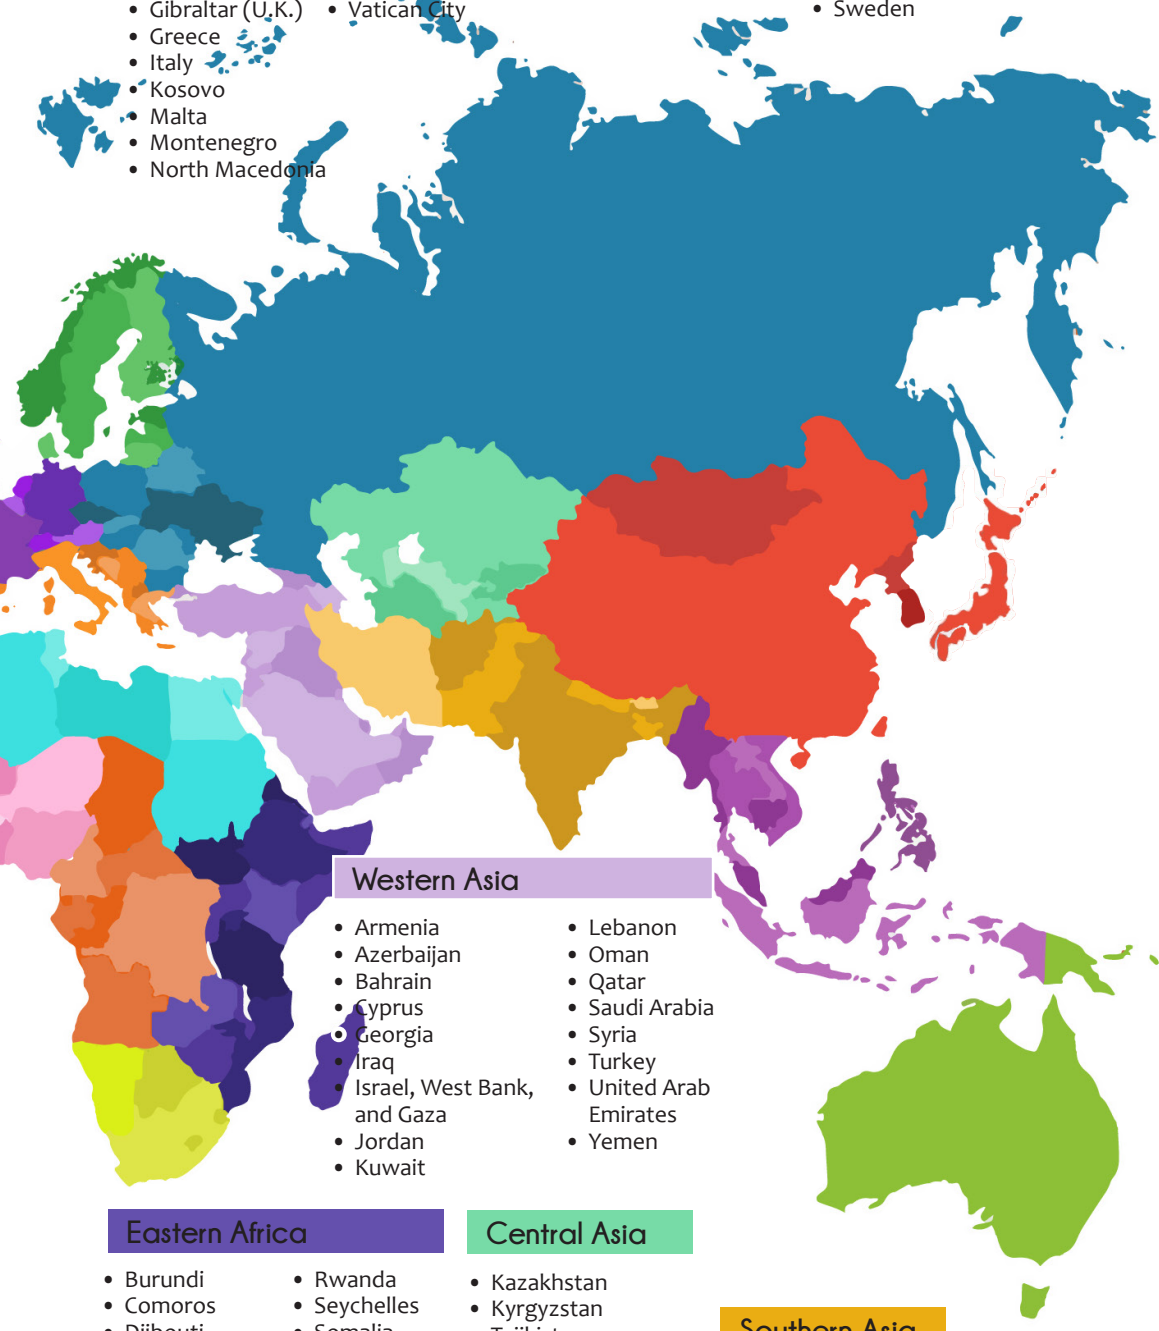 • Gibraltar (U.K.)
• Greece
• Italy
• Kosovo
• Malta
• Montenegro
• North Macedonia
• Vatican City
• Sweden
Western Asia
• Armenia
• Azerbaijan
• Bahrain
• Cyprus
• Georgia
• Iraq
• Israel, West Bank,
and Gaza
• Jordan
• Kuwait
• Lebanon
• Oman
• Qatar
• Saudi Arabia
• Syria
• Turkey
• United Arab
Emirates
• Yemen
Eastern Africa
• Burundi
• Comoros
• Rwanda
• Seychelles
Central Asia
• Kazakhstan
• Kyrgyzstan
Southern Asia